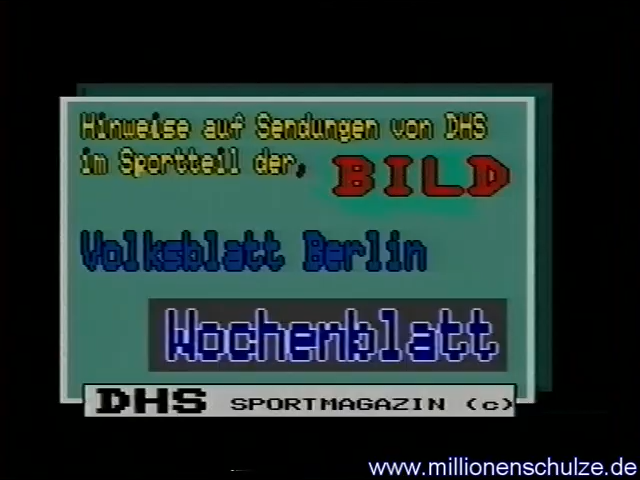 Hinweise auf Sendungen von DHS
im Sportteil der, BILD
Volksblatt Berlin
Wochenblatt
DHS SPORTMAGAZIN (c)
www.millionenschulze.de